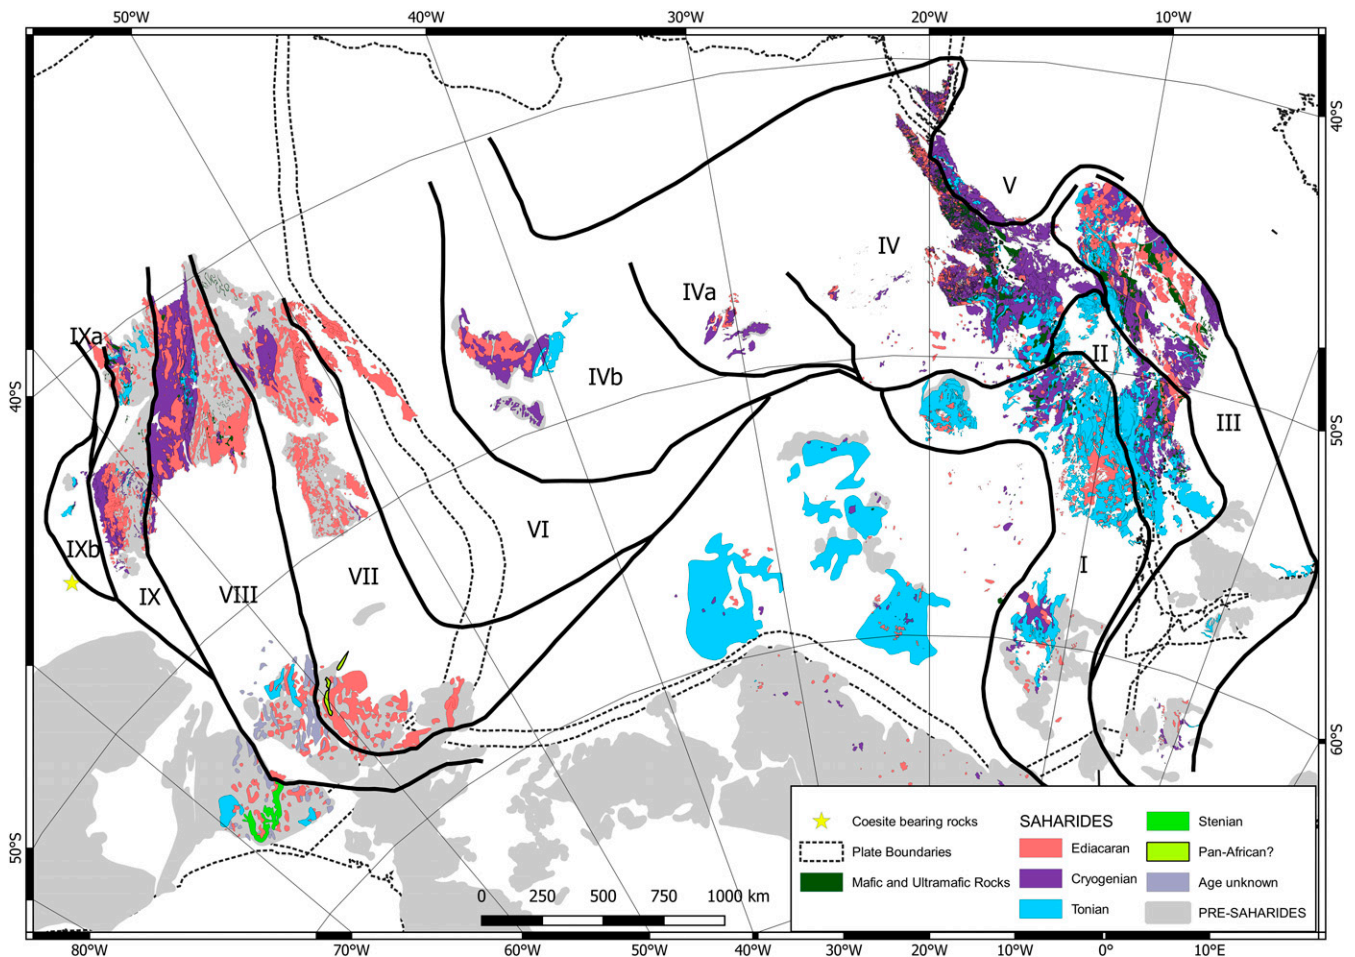 50°W 40°W 30°W 20°W 10°W
40°S
V
IV
IVa
IXa
IVb
II
40°S
III
50°S
VI
IXb
I
VII
IX VIII
60°S
50°S
Coesite bearing rocks
Plate Boundaries
Mafic and Ultramafic Rocks
SAHARIDES
Ediacaran
Cryogenian
Tonian
Stenian
Pan-African?
Age unknown
PRE-SAHARIDES
0 250 500 750 1000 km
80°W 70°W 60°W 50°W 40°W 30°W 20°W 10°W 0° 10°E